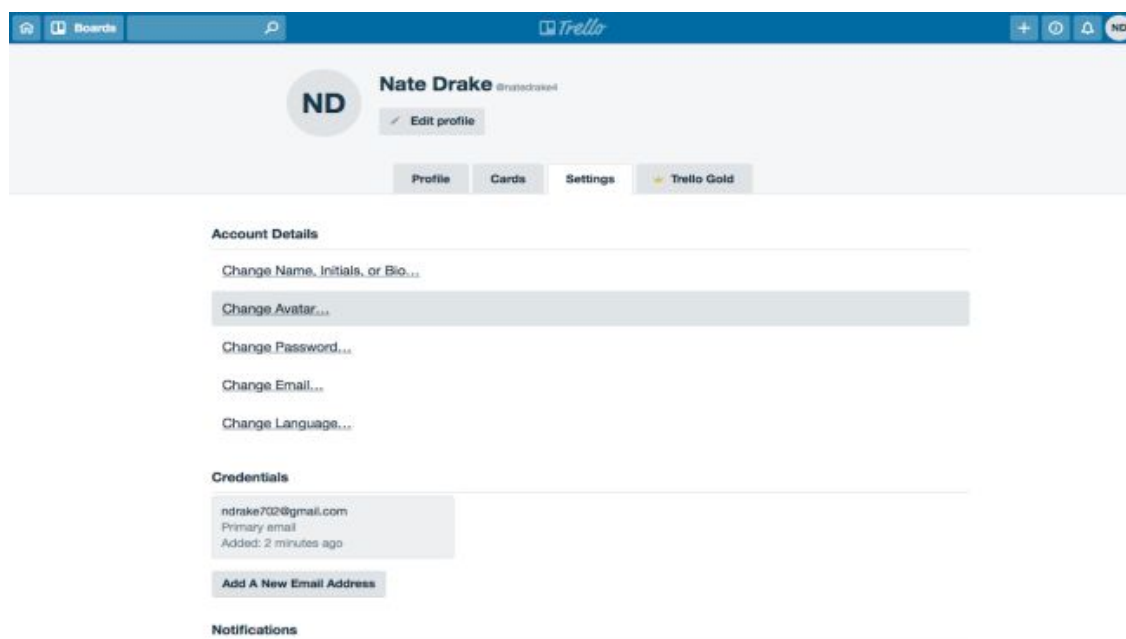 Boards
Trello
ND
Nate Drake @natedrake4
ND
Edit profile
Profile Cards Settings Trello Gold
Account Details
Change Name, Initials, or Bio...
Change Avatar...
Change Password...
Change Email...
Change Language...
Credentials
ndrake702@gmail.com
Primary email
Added: 2 minutes ago
Add A New Email Address
Notifications